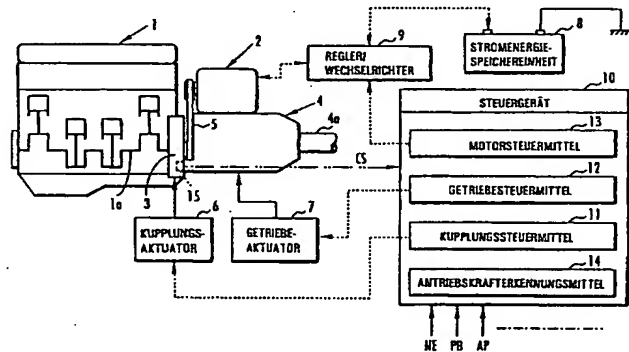 1
2
9
REGLER/
WECHSELRICHTER
STROMENERGIE-
SPEICHEREINHEIT
8
10
STEUERGERÄT
4
4a
5
13
MOTORSTEUERMITTEL
CS
12
GETRIEBESTEUERMITTEL
1a
3
15
6
7
11
KUPPLUNGSSTEUERMITTEL
KUPPLUNGS-
AKTUATOR
GETRIEBE-
AKTUATOR
14
ANTRIEBSKRAFTERKENNUNGSMITTEL
NE PB AP